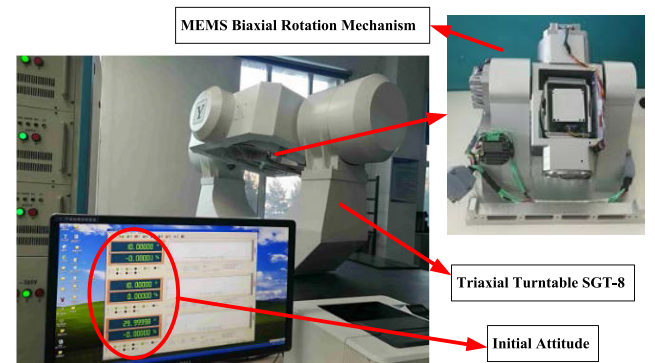 MEMS Biaxial Rotation Mechanism
Y
10.00000 °
-0.00003 %
10.00000 °
0.00000 %
29.99998 °
-0.00000 %
Triaxial Turntable SGT-8
Initial Attitude